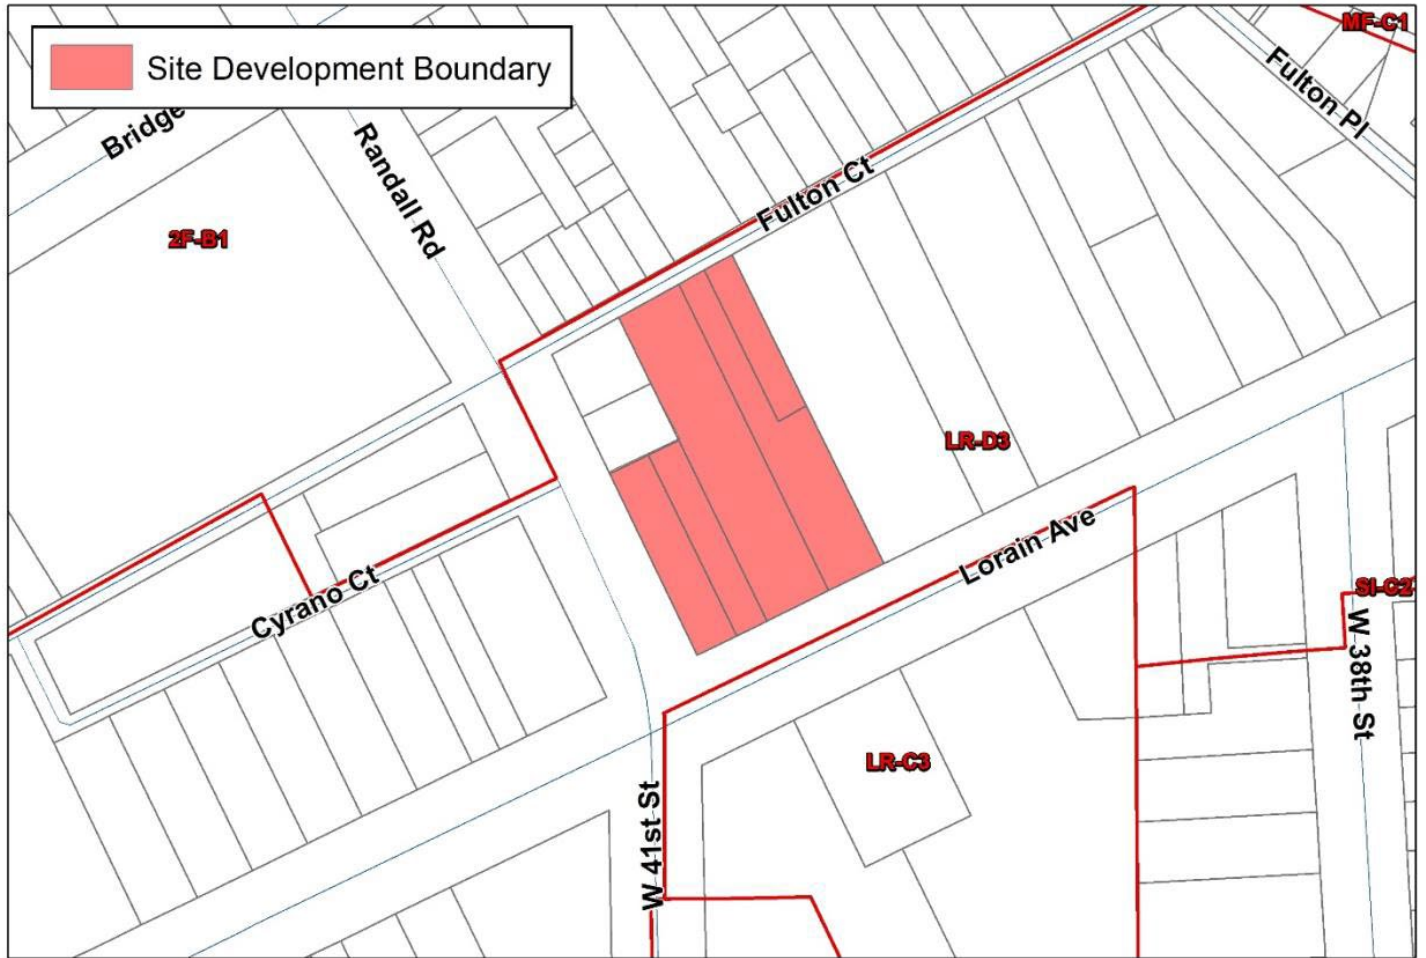 MF-C1
Site Development Boundary
Fulton Pl
Bridge
Randall Rd
Fulton Ct
2F-B1
LR-D3
Lorain Ave
Cyrano Ct
SI-C2
W 38th St
LR-C3
W 41st St